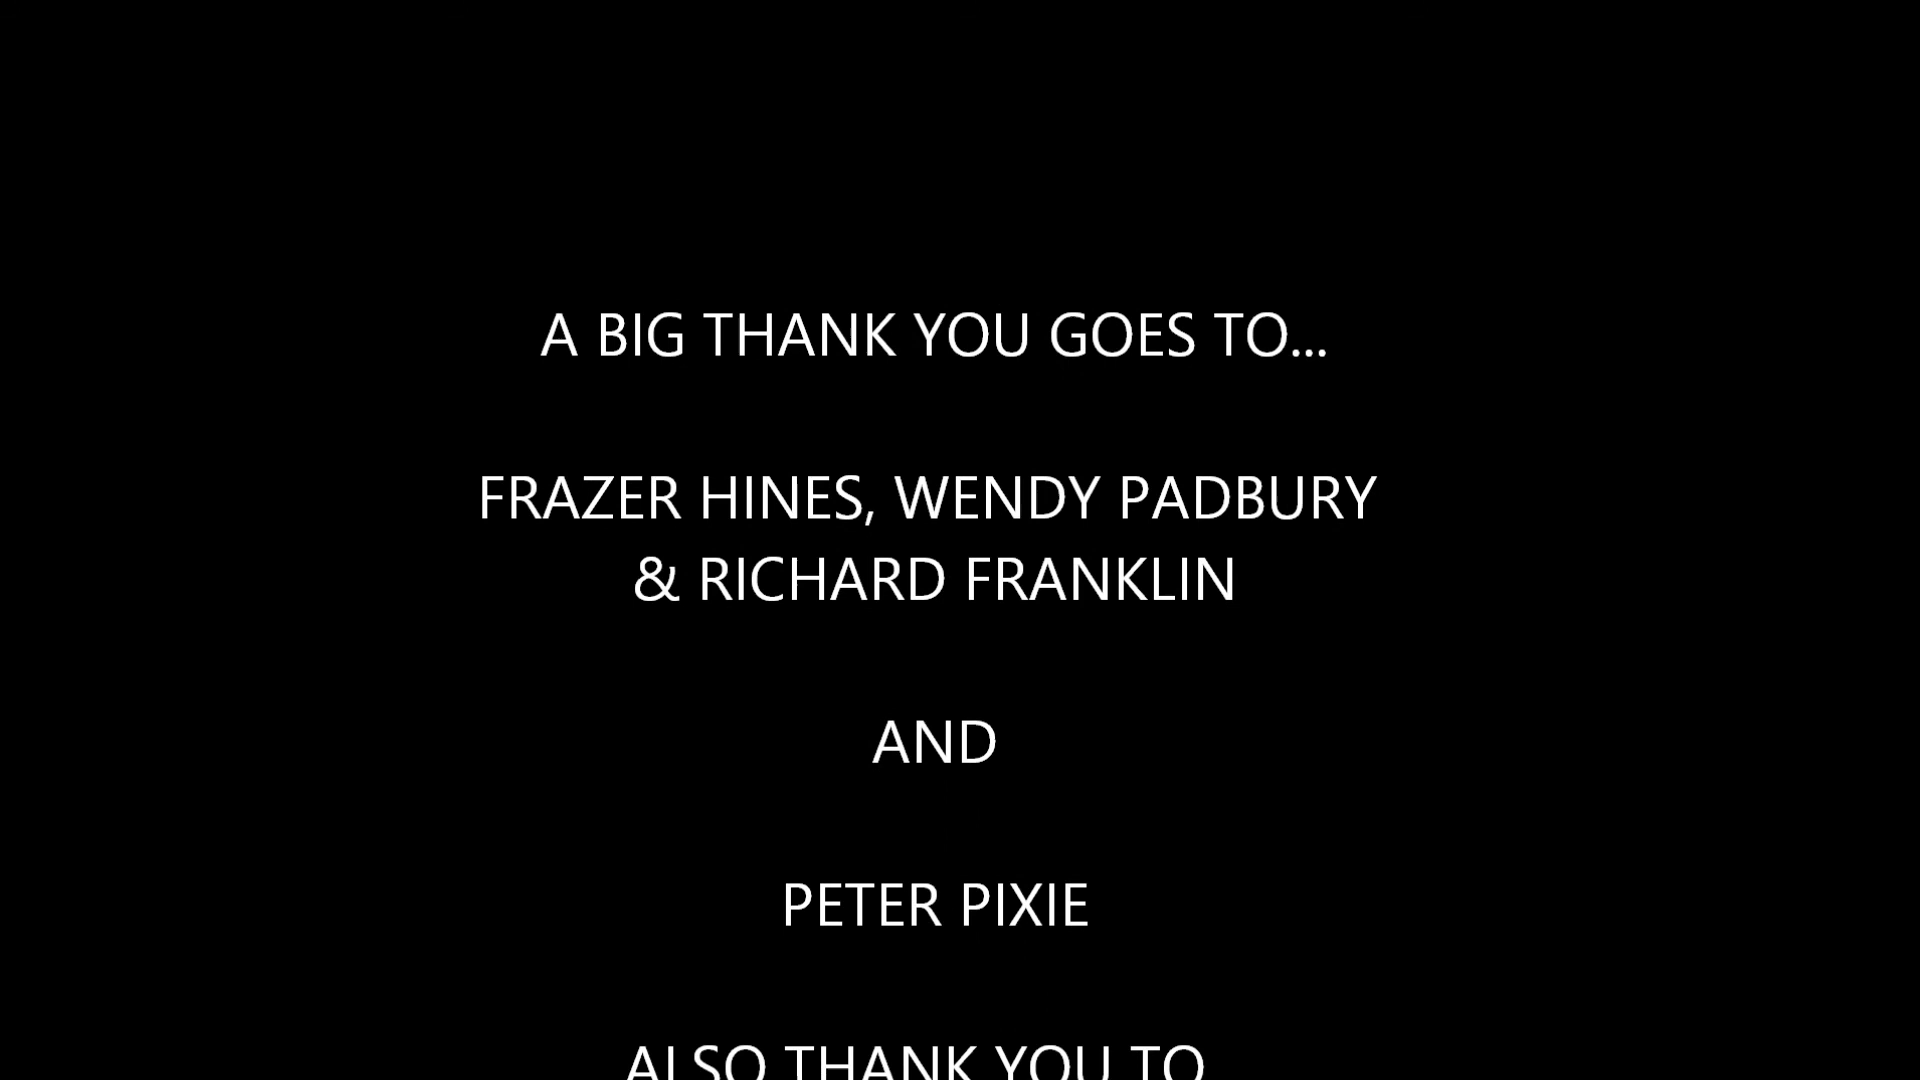 A BIG THANK YOU GOES TO...
FRAZER HINES, WENDY PADBURY
& RICHARD FRANKLIN
AND
PETER PIXIE
ALSO THANK YOU TO